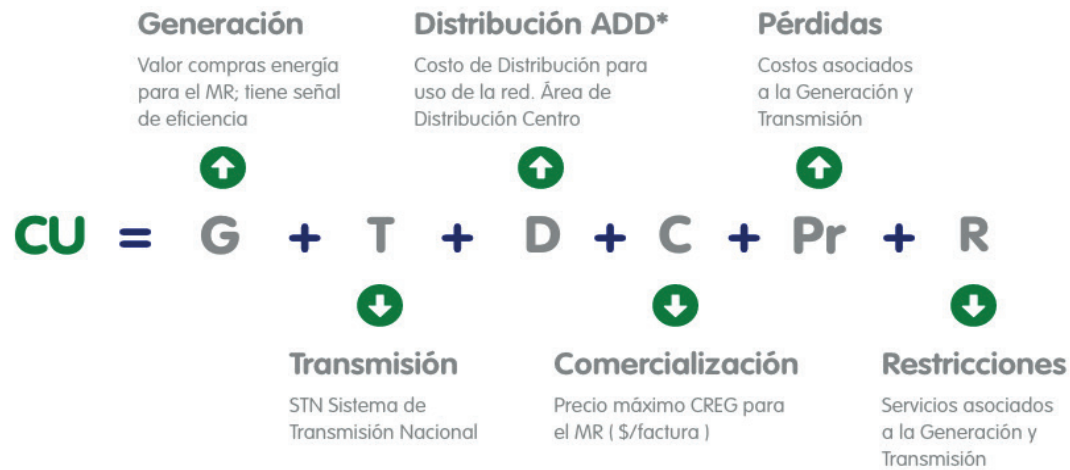 Generación
Valor compras energía
para el MR; tiene señal
de eficiencia
Distribución ADD*
Costo de Distribución para
uso de la red. Área de
Distribución Centro
Pérdidas
Costos asociados
a la Generación y
Transmisión
CU = G + T + D + C + Pr + R
Transmisión
STN Sistema de
Transmisión Nacional
Comercialización
Precio máximo CREG para
el MR ( $/factura )
Restricciones
Servicios asociados
a la Generación y
Transmisión